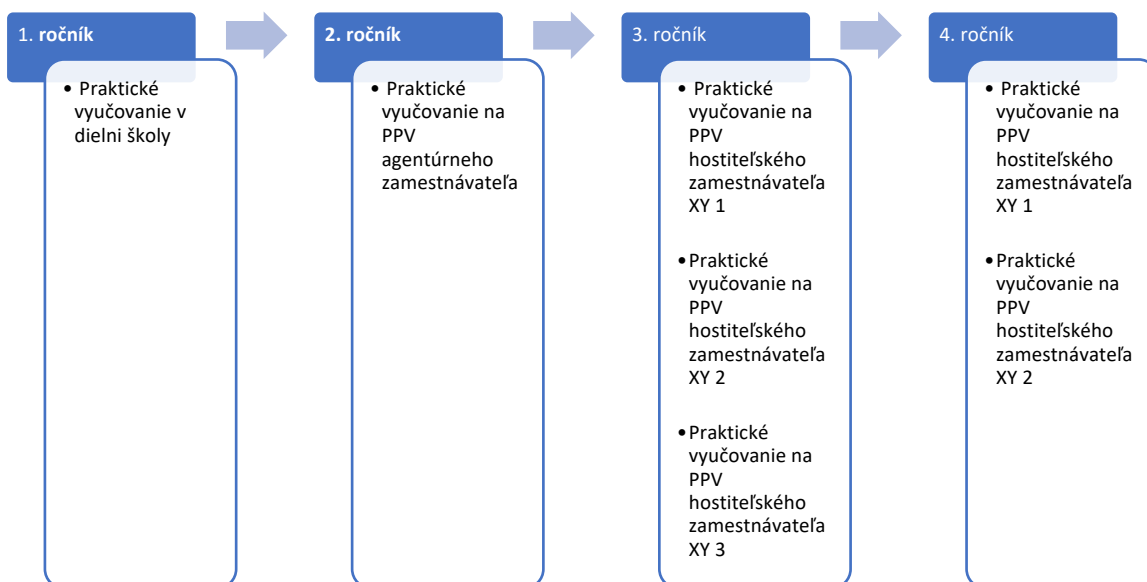 1. ročník
• Praktické
vyučovanie v
dielni školy
2. ročník
• Praktické
vyučovanie na
PPV
agentúrneho
zamestnávateľa
3. ročník
• Praktické
vyučovanie na
PPV
hostiteľského
zamestnávateľa
XY 1
•Praktické
vyučovanie na
PPV
hostiteľského
zamestnávateľa
XY 2
•Praktické
vyučovanie na
PPV
hostiteľského
zamestnávateľa
XY 3
4. ročník
• Praktické
vyučovanie na
PPV
hostiteľského
zamestnávateľa
XY 1
•Praktické
vyučovanie na
PPV
hostiteľského
zamestnávateľa
XY 2